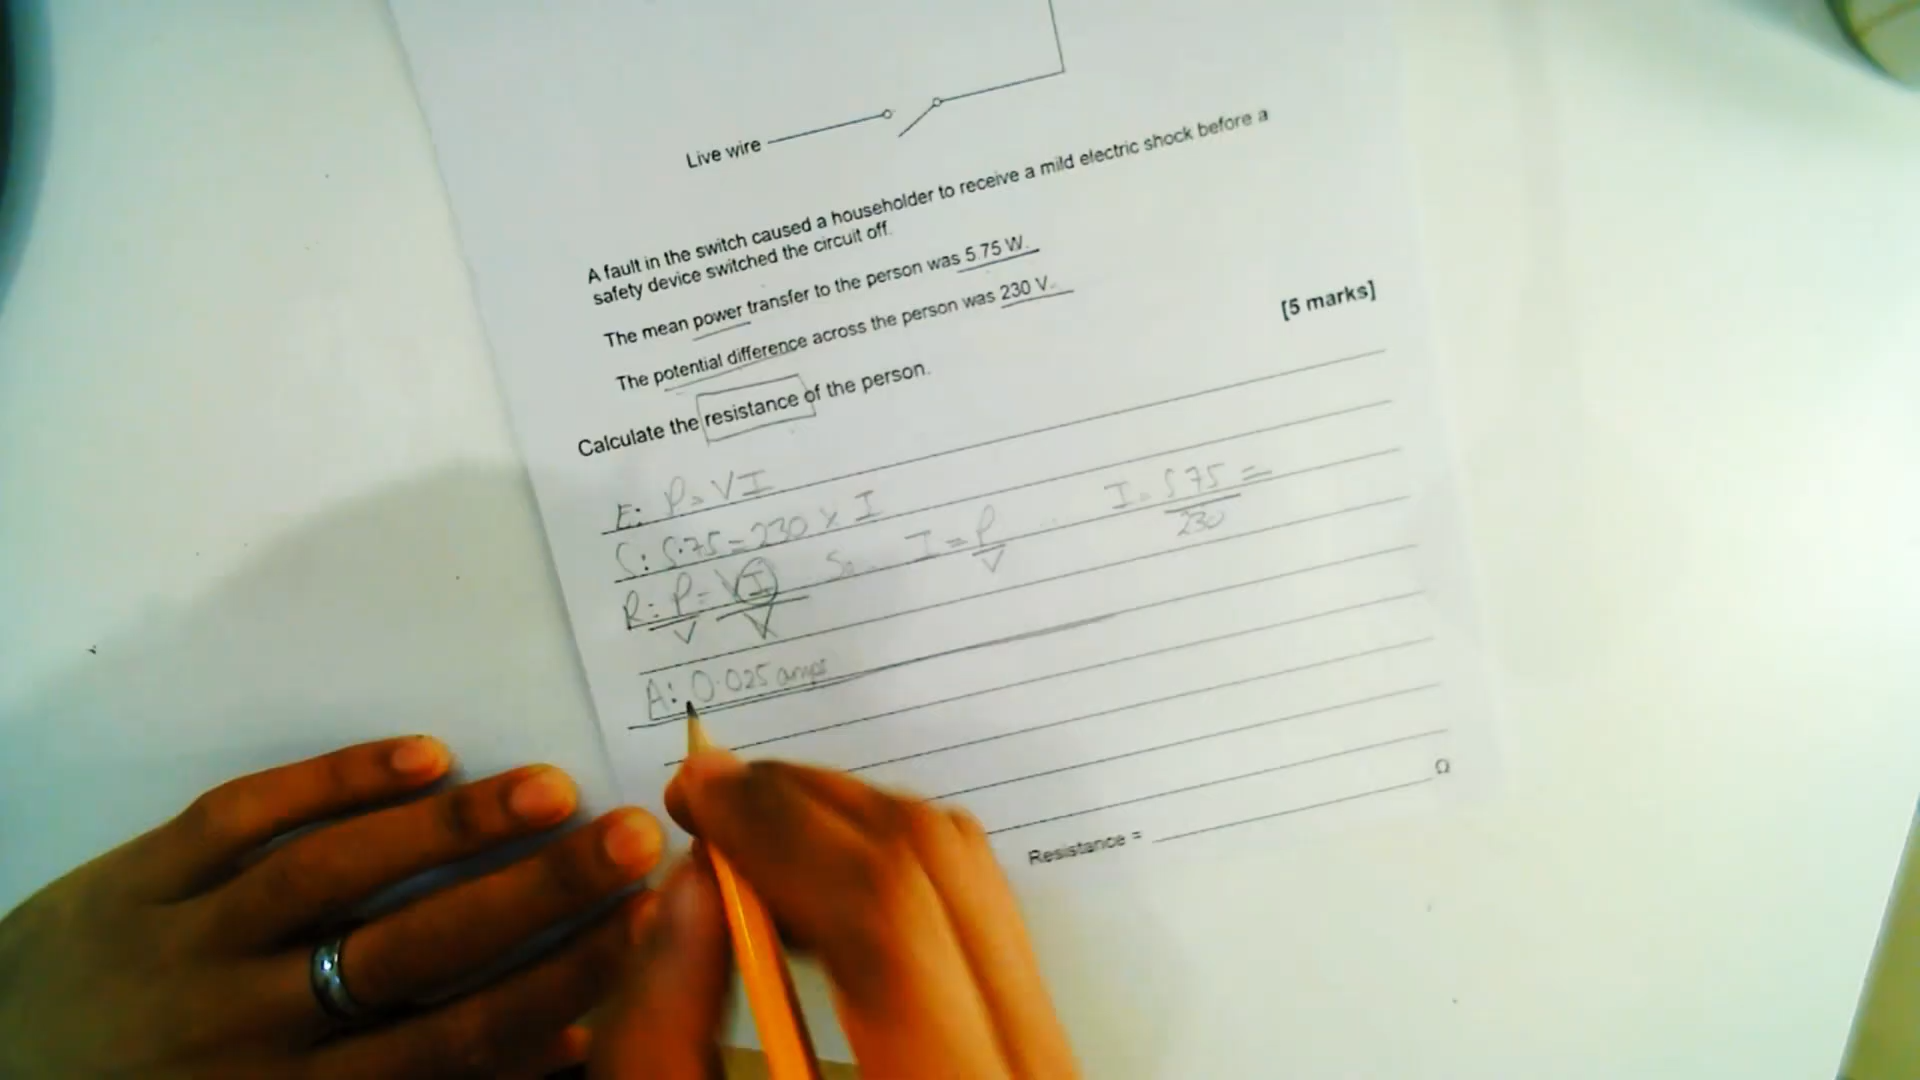 Live wire
A fault in the switch caused a householder to receive a mild electric shock before a
safety device switched the circuit off.
The mean power transfer to the person was 5.75 W.
The potential difference across the person was 230 V.
[5 marks]
Calculate the resistance of the person.
E: P = VI
S: 5.75 = 230 x I
R: P/V = VI/V So... I = P/V ... I = 5.75/230 =
A: 0.025 amps
Resistance = Ω